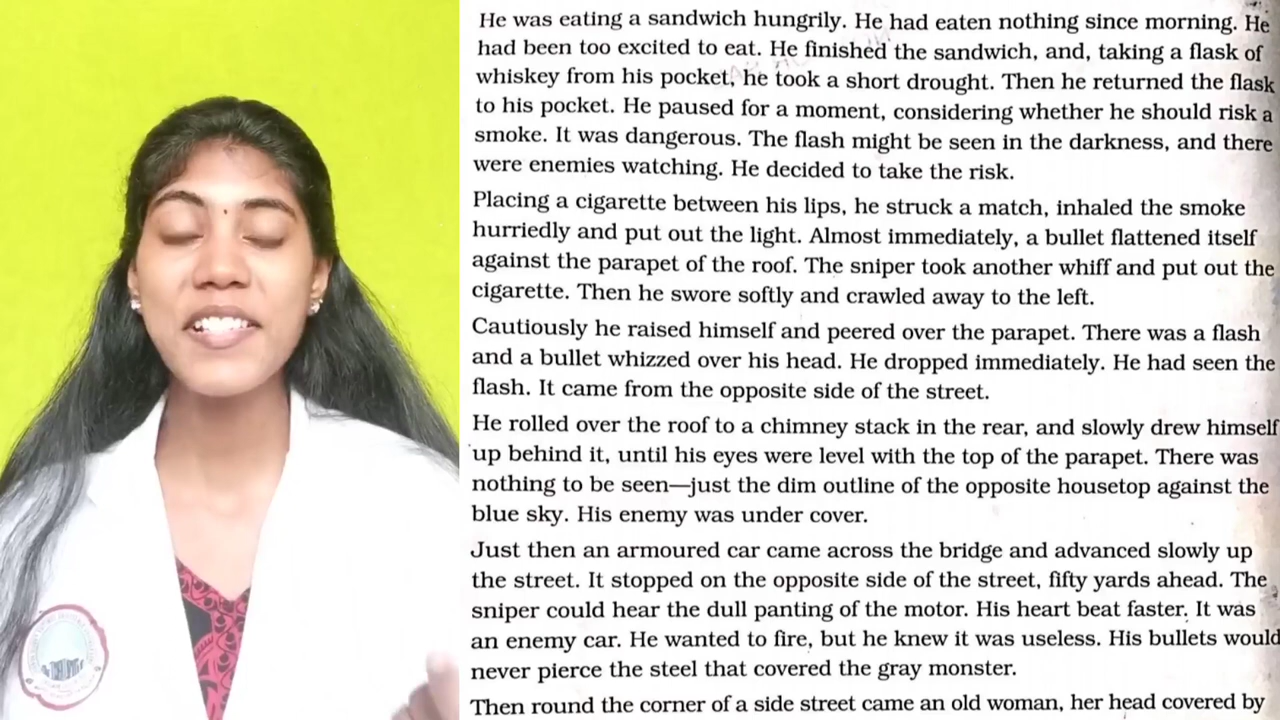 He was eating a sandwich hungrily. He had eaten nothing since morning. He
had been too excited to eat. He finished the sandwich, and, taking a flask of
whiskey from his pocket, he took a short drought. Then he returned the flask
to his pocket. He paused for a moment, considering whether he should risk a
smoke. It was dangerous. The flash might be seen in the darkness, and there
were enemies watching. He decided to take the risk.
Placing a cigarette between his lips, he struck a match, inhaled the smoke
hurriedly and put out the light. Almost immediately, a bullet flattened itself
against the parapet of the roof. The sniper took another whiff and put out the
cigarette. Then he swore softly and crawled away to the left.
Cautiously he raised himself and peered over the parapet. There was a flash
and a bullet whizzed over his head. He dropped immediately. He had seen the
flash. It came from the opposite side of the street.
He rolled over the roof to a chimney stack in the rear, and slowly drew himself
up behind it, until his eyes were level with the top of the parapet. There was
nothing to be seen—just the dim outline of the opposite housetop against the
blue sky. His enemy was under cover.
Just then an armoured car came across the bridge and advanced slowly up
the street. It stopped on the opposite side of the street, fifty yards ahead. The
sniper could hear the dull panting of the motor. His heart beat faster. It was
an enemy car. He wanted to fire, but he knew it was useless. His bullets would
never pierce the steel that covered the gray monster.
Then round the corner of a side street came an old woman, her head covered by